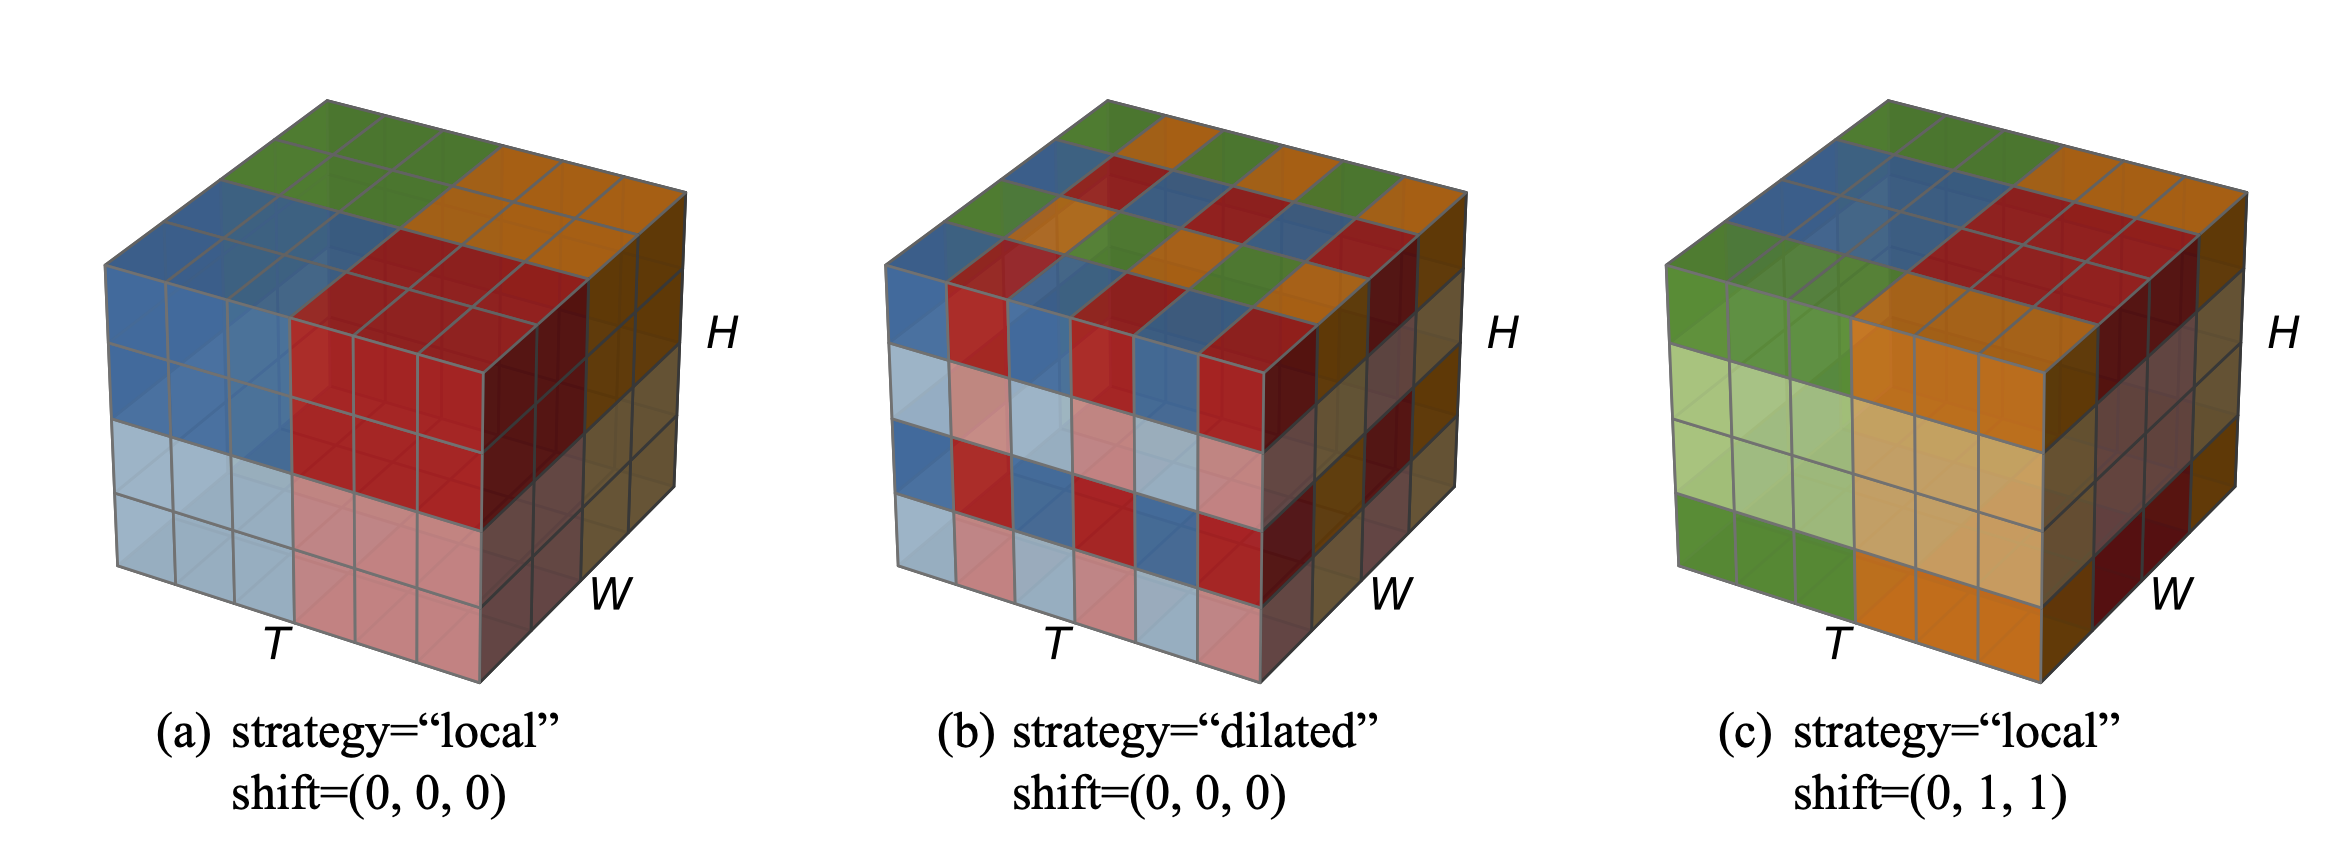 H
W
T
(a) strategy=“local”
shift=(0, 0, 0)
H
W
T
(b) strategy=“dilated”
shift=(0, 0, 0)
H
W
T
(c) strategy=“local”
shift=(0, 1, 1)